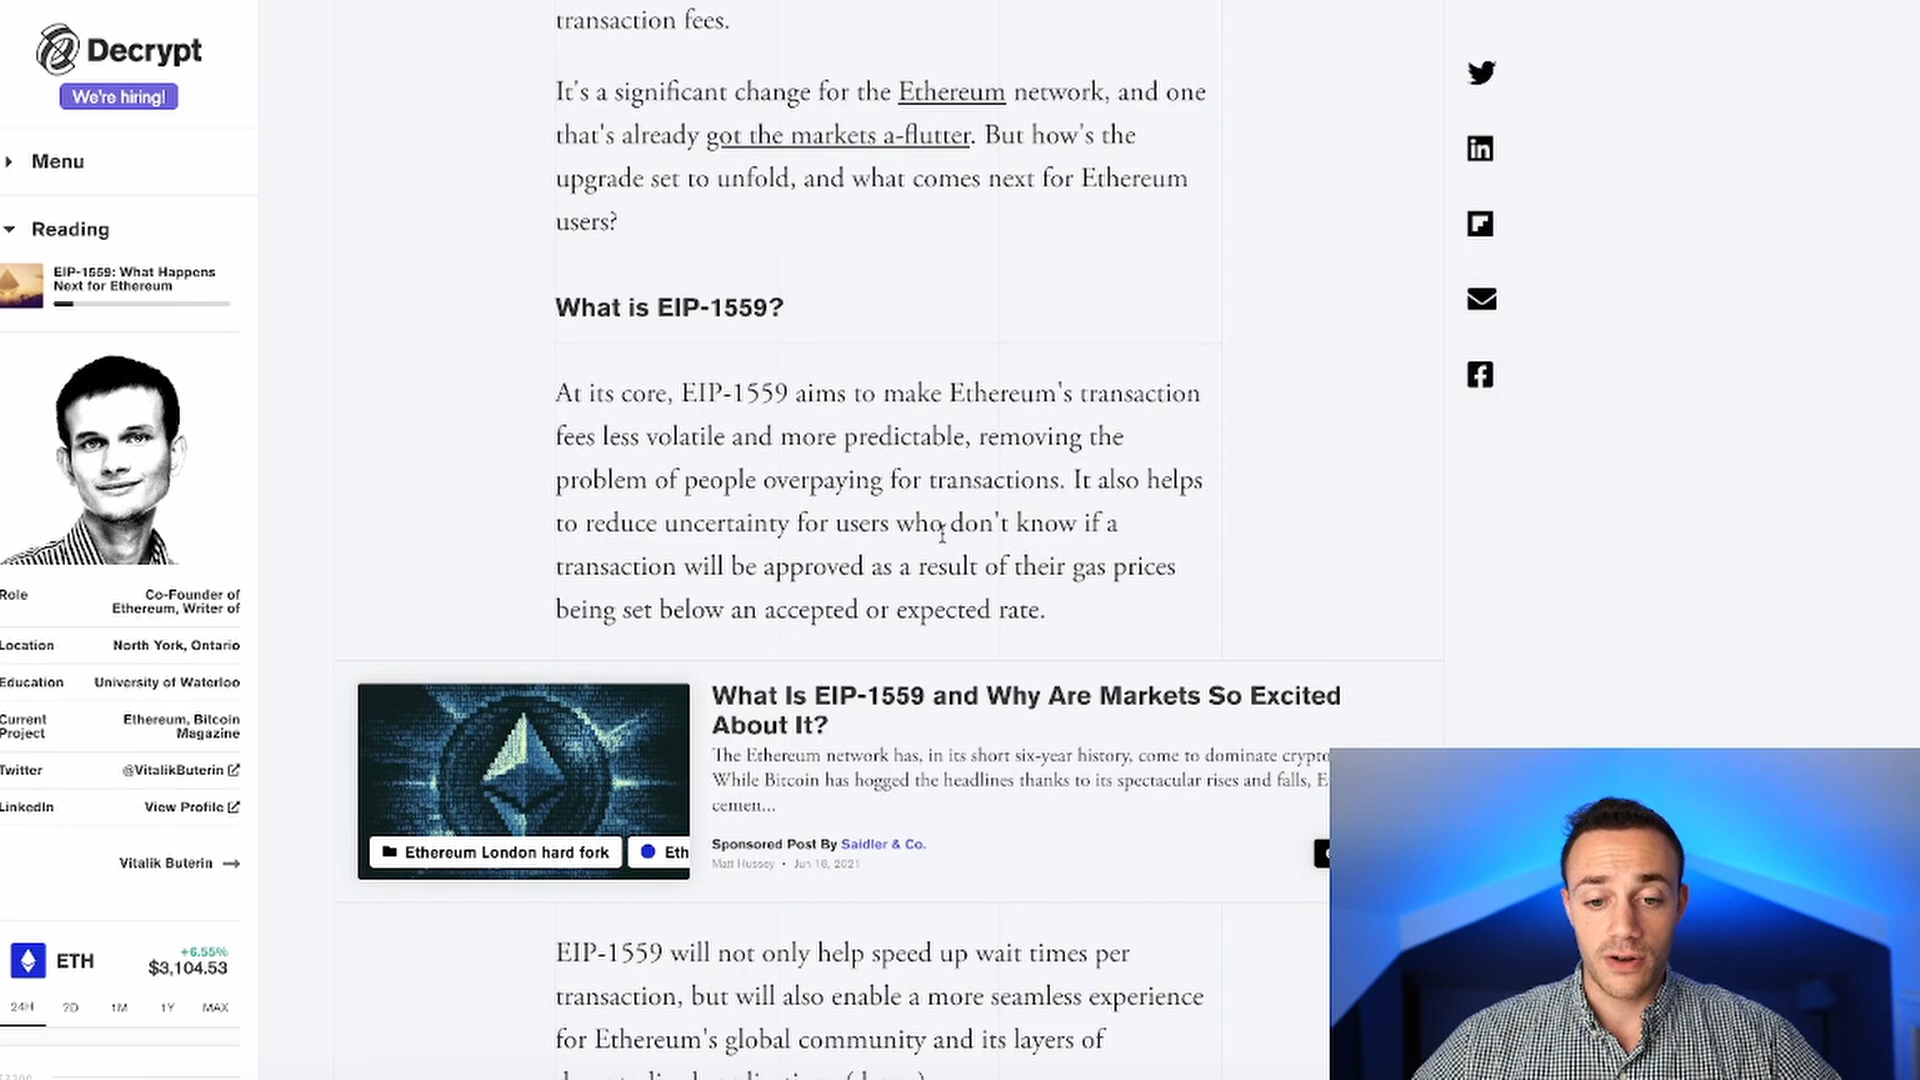 Decrypt
We're hiring!
Menu
Reading
EIP-1559: What Happens
Next for Ethereum
Role
Co-Founder of
Ethereum, Writer of
Location
North York, Ontario
Education
University of Waterloo
Current
Project
Ethereum, Bitcoin
Magazine
Twitter
@VitalikButerin
LinkedIn
View Profile
Vitalik Buterin →
ETH
+6.55%
$3,104.53
24H 7D 1M 1Y MAX
transaction fees.
It's a significant change for the Ethereum network, and one
that's already got the markets a-flutter. But how's the
upgrade set to unfold, and what comes next for Ethereum
users?
What is EIP-1559?
At its core, EIP-1559 aims to make Ethereum's transaction
fees less volatile and more predictable, removing the
problem of people overpaying for transactions. It also helps
to reduce uncertainty for users who don't know if a
transaction will be approved as a result of their gas prices
being set below an accepted or expected rate.
Ethereum London hard fork
Eth
What Is EIP-1559 and Why Are Markets So Excited
About It?
The Ethereum network has, in its short six-year history, come to dominate crypto
While Bitcoin has hogged the headlines thanks to its spectacular rises and falls, E
cemen...
Sponsored Post By Saidler & Co.
Matt Hussey • Jun 16, 2021
EIP-1559 will not only help speed up wait times per
transaction, but will also enable a more seamless experience
for Ethereum's global community and its layers of